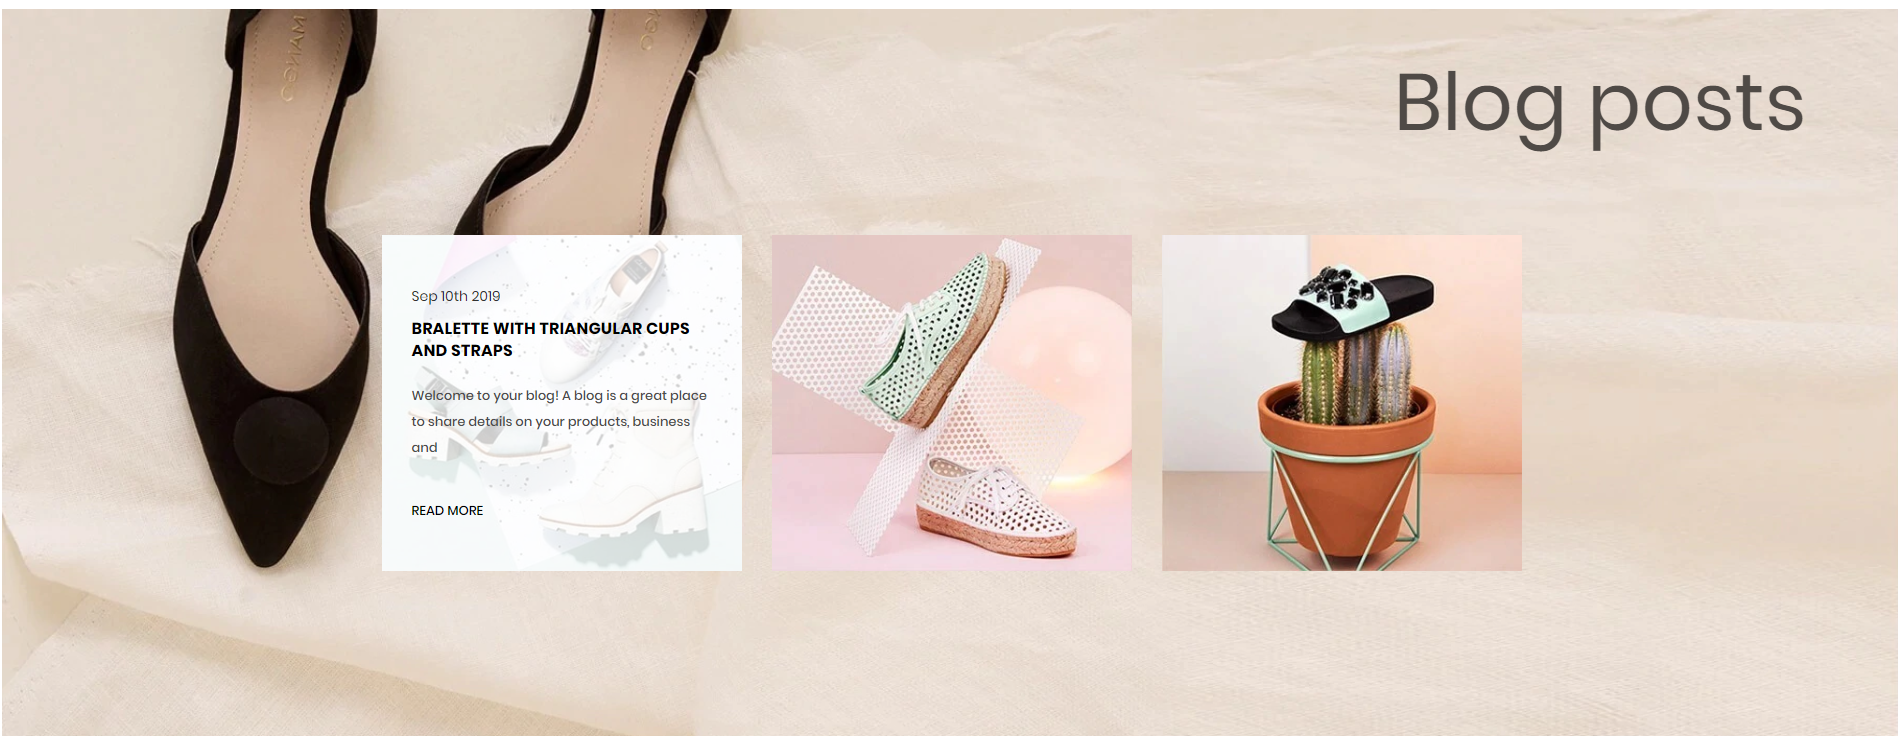 Blog posts
Sep 10th 2019
BRALETTE WITH TRIANGULAR CUPS
AND STRAPS
Welcome to your blog! A blog is a great place
to share details on your products, business
and
READ MORE